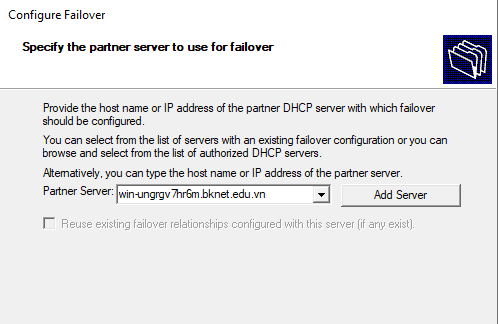 Configure Failover
Specify the partner server to use for failover
Provide the host name or IP address of the partner DHCP server with which failover
should be configured.
You can select from the list of servers with an existing failover configuration or you can
browse and select from the list of authorized DHCP servers.
Alternatively, you can type the host name or IP address of the partner server.
Partner Server: win-ungrgv7hr6m.bknet.edu.vn Add Server
Reuse existing failover relationships configured with this server (if any exist).